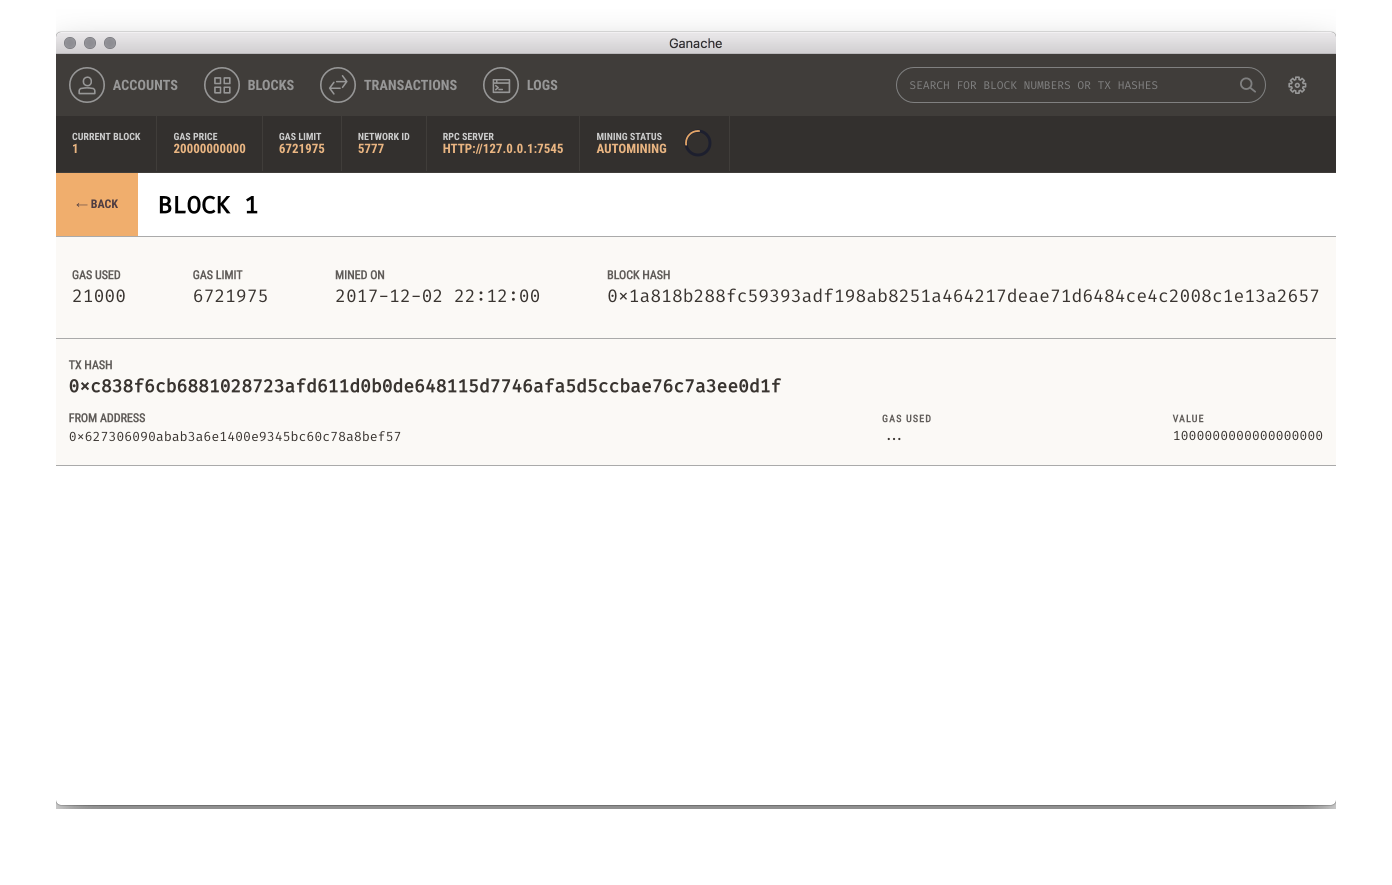 Ganache
ACCOUNTS BLOCKS TRANSACTIONS LOGS SEARCH FOR BLOCK NUMBERS OR TX HASHES
CURRENT BLOCK GAS PRICE GAS LIMIT NETWORK ID RPC SERVER MINING STATUS
1 20000000000 6721975 5777 HTTP://127.0.0.1:7545 AUTOMINING
←BACK BLOCK 1
GAS USED GAS LIMIT MINED ON BLOCK HASH
21000 6721975 2017-12-02 22:12:00 0×1a818b288fc59393adf198ab8251a464217deae71d6484ce4c2008c1e13a2657
TX HASH
0×c838f6cb6881028723afd611d0b0de648115d7746afa5d5ccbae76c7a3ee0d1f
FROM ADDRESS GAS USED VALUE
0×627306090abab3a6e1400e9345bc60c78a8bef57 ... 1000000000000000000